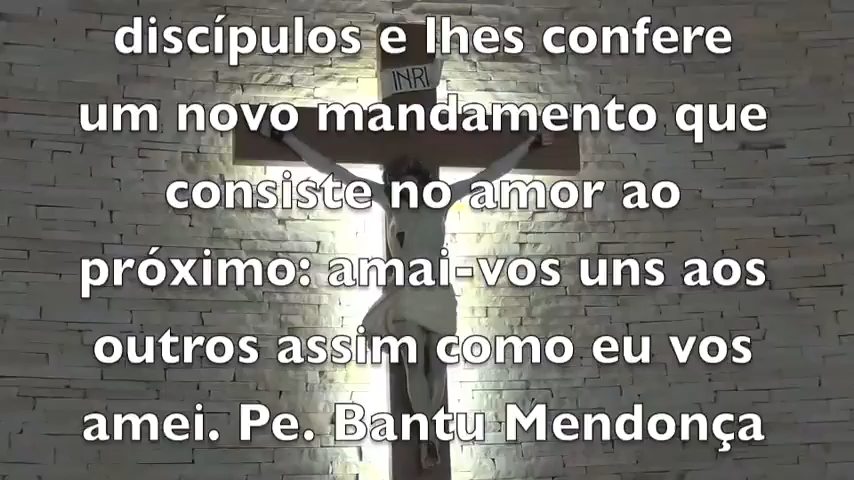 discípulos e lhes confere
INRI
um novo mandamento que
consiste no amor ao
próximo: amai-vos uns aos
outros assim como eu vos
amei. Pe. Bantu Mendonça